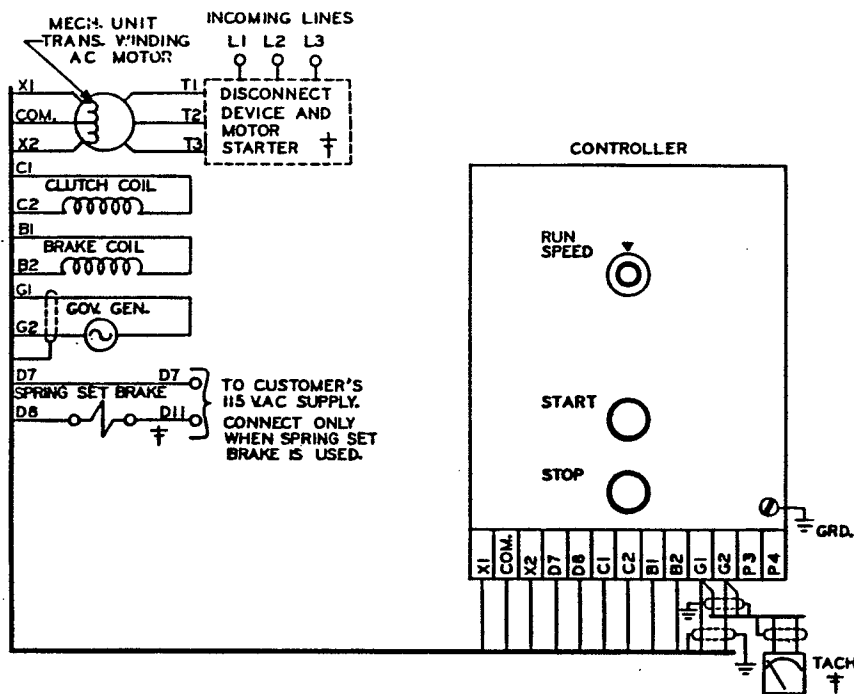 MECH. UNIT
TRANS. WINDING
AC MOTOR
INCOMING LINES
L1 L2 L3
X1
COM.
X2
T1
T2
T3
DISCONNECT
DEVICE AND
MOTOR
STARTER
C1
CLUTCH COIL
C2
B1
BRAKE COIL
B2
G1
GOV. GEN.
G2
D7 D7
SPRING SET BRAKE
D8 D11
TO CUSTOMER'S
115 VAC SUPPLY.
CONNECT ONLY
WHEN SPRING SET
BRAKE IS USED.
CONTROLLER
RUN
SPEED
START
STOP
GRD.
X1 COM. X2 D7 D8 C1 C2 B1 B2 G1 G2 P3 P4
TACH